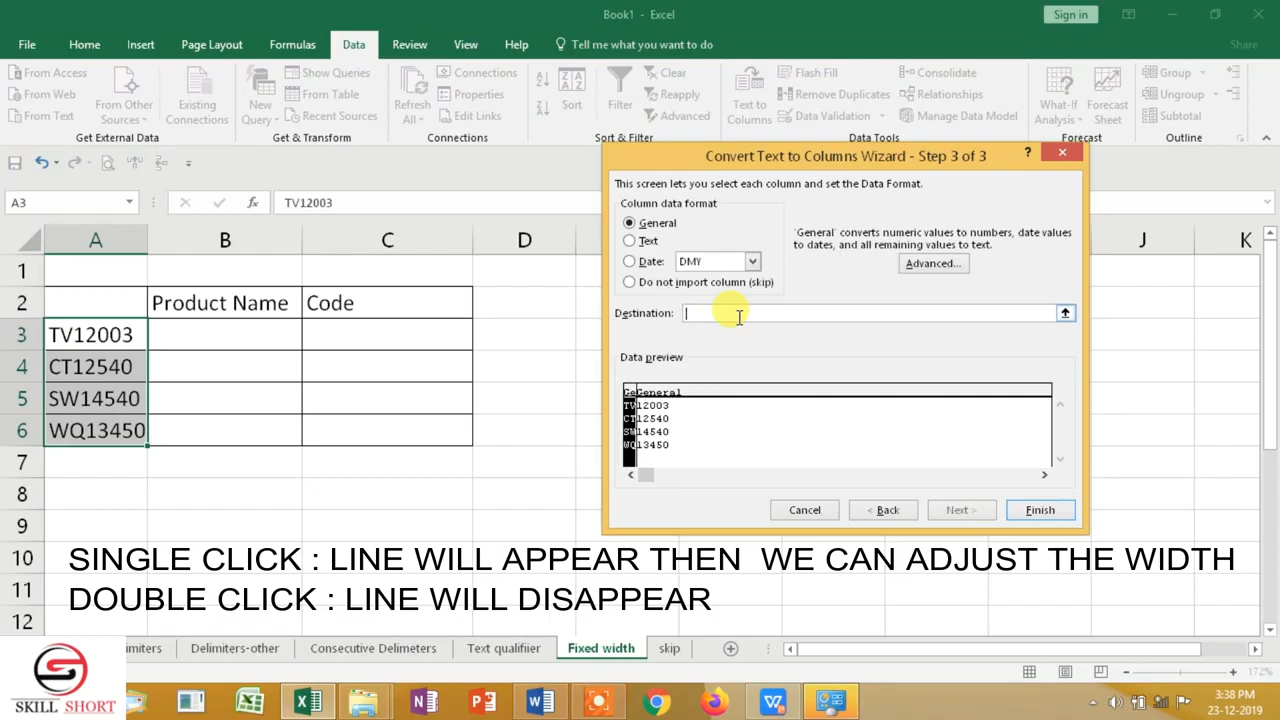 Book1 - Excel
Sign in
File Home Insert Page Layout Formulas Data Review View Help Tell me what you want to do Share
From Access
From Web
From Text
From Other Sources
Existing Connections
Get External Data
New Query
Show Queries
From Table
Recent Sources
Get & Transform
Refresh All
Connections
Properties
Edit Links
Connections
Sort
Filter
Clear
Reapply
Advanced
Sort & Filter
Text to Columns
Flash Fill
Remove Duplicates
Data Validation
Consolidate
Relationships
Manage Data Model
Data Tools
What-If Analysis
Forecast Sheet
Forecast
Group
Ungroup
Subtotal
Outline
A3
fx
TV12003
A B C D J K
1
2 Product Name Code
3 TV12003
4 CT12540
5 SW14540
6 WQ13450
7
8
9
10
11
12
Convert Text to Columns Wizard - Step 3 of 3
?
This screen lets you select each column and set the Data Format.
Column data format
General
Text
Date: DMY
Do not import column (skip)
'General' converts numeric values to numbers, date values to dates, and all remaining values to text.
Advanced...
Destination:
Data preview
GeGeneral
TV12003
CT12540
SW14540
WQ13450
Cancel < Back Next > Finish
SINGLE CLICK : LINE WILL APPEAR THEN WE CAN ADJUST THE WIDTH
DOUBLE CLICK : LINE WILL DISAPPEAR
imiters Delimiters-other Consecutive Delimeters Text qualifiier Fixed width skip
172%
SKILL SHORT
3:38 PM
23-12-2019